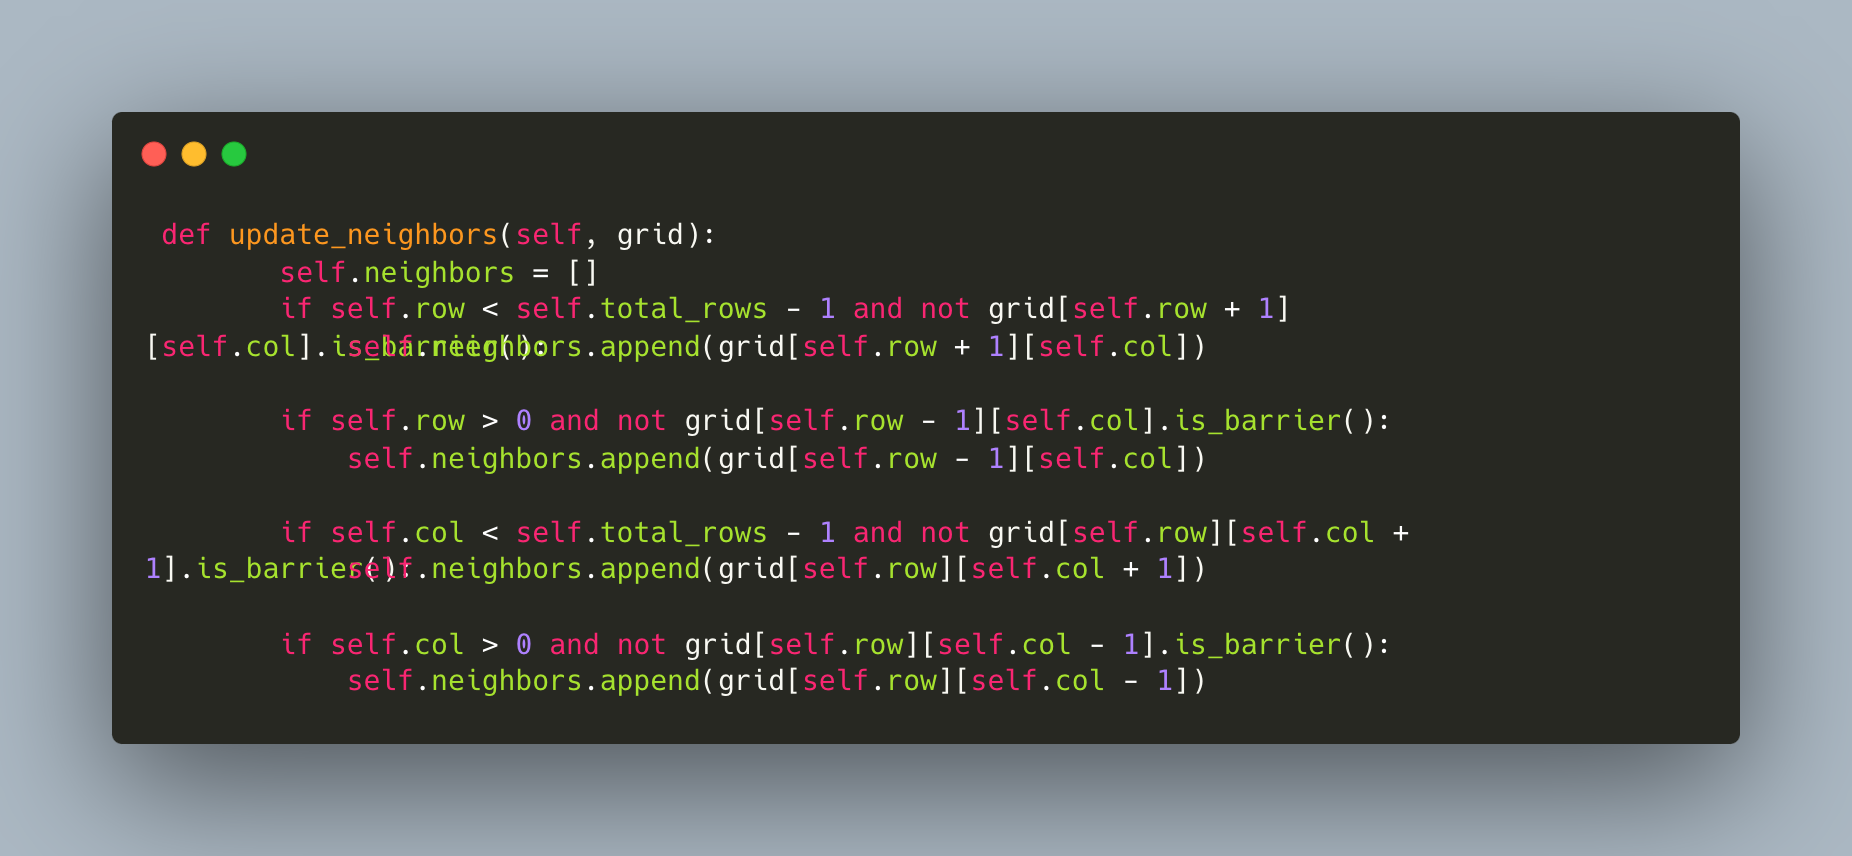 def update_neighbors(self, grid):
        self.neighbors = []
        if self.row < self.total_rows - 1 and not grid[self.row + 1]
[self.col].is_barrier():
            self.neighbors.append(grid[self.row + 1][self.col])
        if self.row > 0 and not grid[self.row - 1][self.col].is_barrier():
            self.neighbors.append(grid[self.row - 1][self.col])
        if self.col < self.total_rows - 1 and not grid[self.row][self.col +
1].is_barrier():
            self.neighbors.append(grid[self.row][self.col + 1])
        if self.col > 0 and not grid[self.row][self.col - 1].is_barrier():
            self.neighbors.append(grid[self.row][self.col - 1])